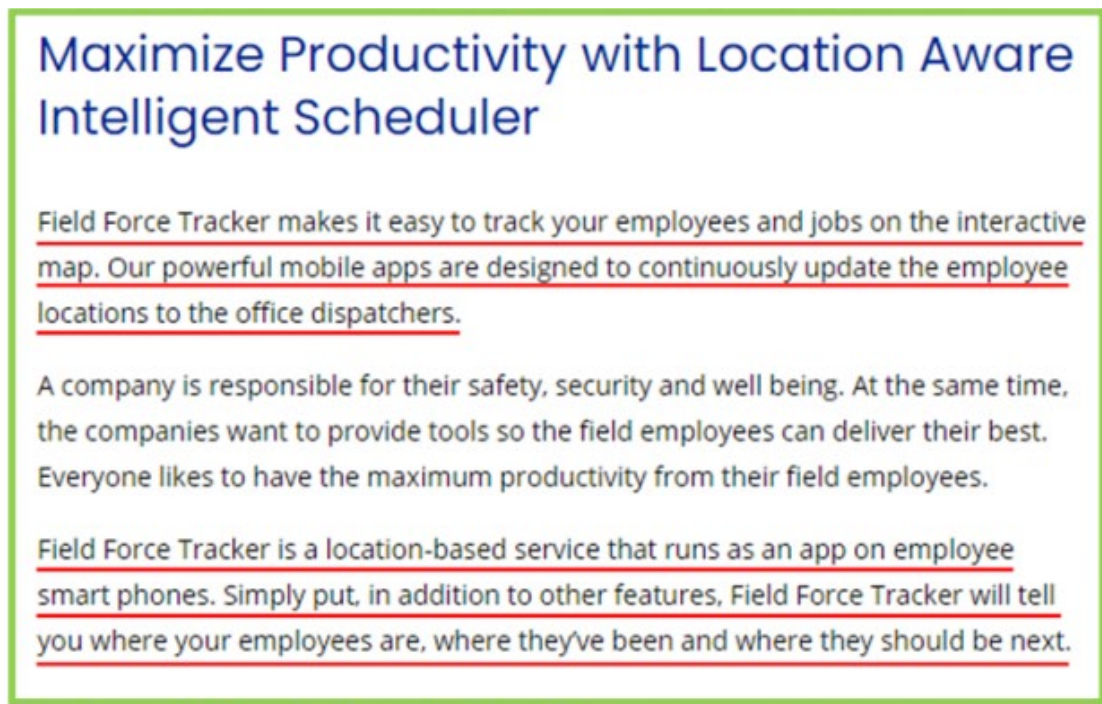 Maximize Productivity with Location Aware
Intelligent Scheduler
Field Force Tracker makes it easy to track your employees and jobs on the interactive
map. Our powerful mobile apps are designed to continuously update the employee
locations to the office dispatchers.
A company is responsible for their safety, security and well being. At the same time,
the companies want to provide tools so the field employees can deliver their best.
Everyone likes to have the maximum productivity from their field employees.
Field Force Tracker is a location-based service that runs as an app on employee
smart phones. Simply put, in addition to other features, Field Force Tracker will tell
you where your employees are, where they've been and where they should be next.